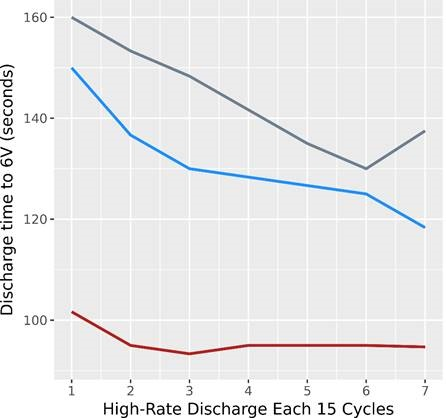 Discharge time to 6V (seconds)
160
140
120
100
1 2 3 4 5 6 7
High-Rate Discharge Each 15 Cycles